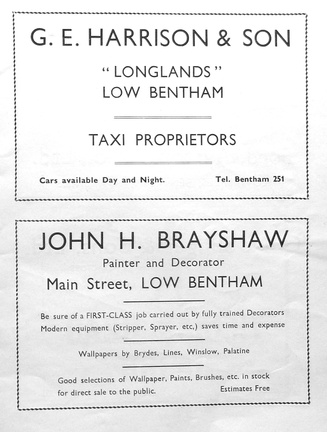 G. E. HARRISON & SON
“LONGLANDS”
LOW BENTHAM
TAXI PROPRIETORS
Cars available Day and Night. Tel. Bentham 251
JOHN H. BRAYSHAW
Painter and Decorator
Main Street, LOW BENTHAM
Be sure of a FIRST-CLASS job carried out by fully trained Decorators
Modern equipment (Stripper, Sprayer, etc,) saves time and expense
Wallpapers by Brydes, Lines, Winslow, Palatine
Good selections of Wallpaper, Paints, Brushes, etc. in stock
for direct sale to the public. Estimates Free